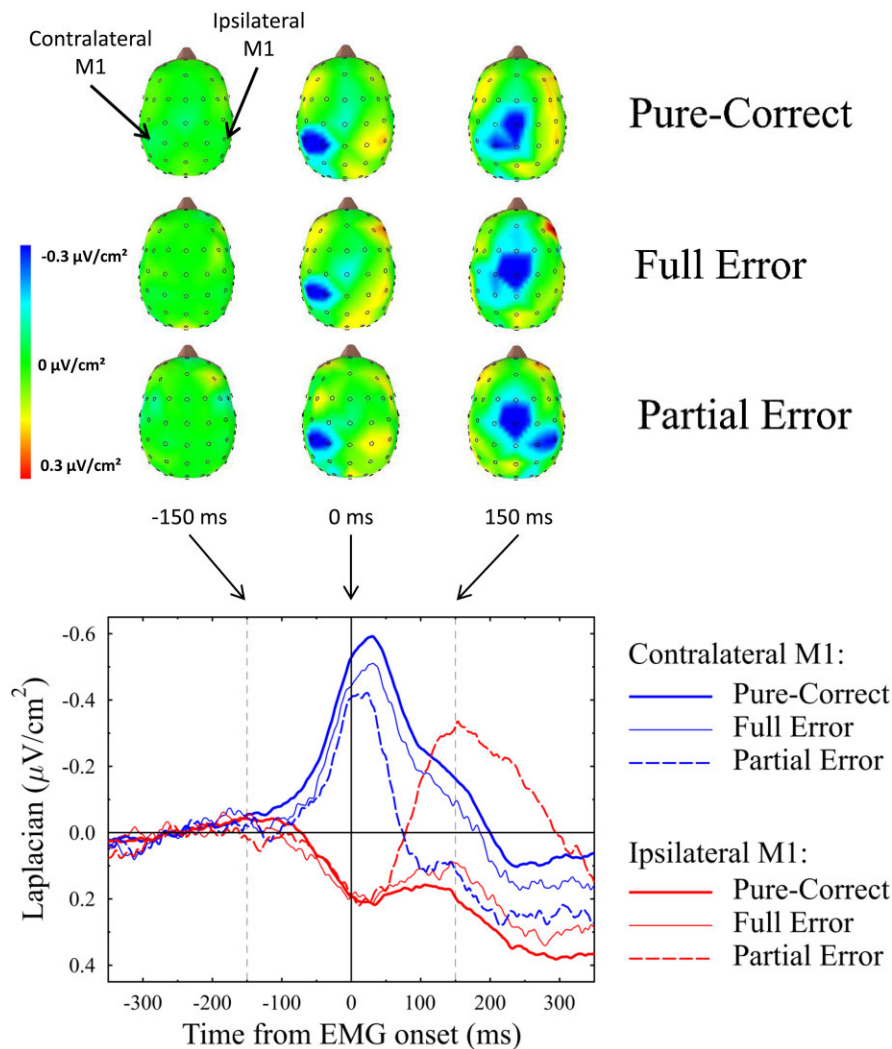 Contralateral
M1
Ipsilateral
M1
Pure-Correct
-0.3 µV/cm²
0 µV/cm²
0.3 µV/cm²
Full Error
Partial Error
-150 ms
0 ms
150 ms
-0.6
-0.4
-0.2
0.0
0.2
0.4
Laplacian (µV/cm²)
-300
-200
-100
0
100
200
300
Time from EMG onset (ms)
Contralateral M1:
Pure-Correct
Full Error
Partial Error
Ipsilateral M1:
Pure-Correct
Full Error
Partial Error